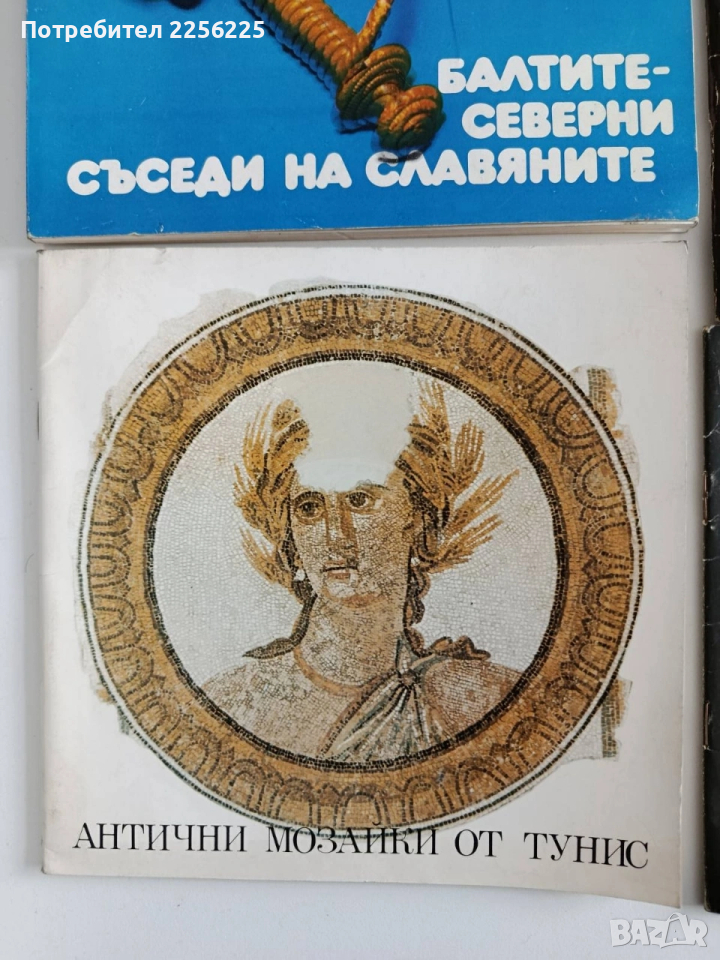 Потребител 2256225
БАЛТИТЕ-
СЕВЕРНИ
СЪСЕДИ НА СЛАВЯНИТЕ
АНТИЧНИ МОЗАЙКИ ОТ ТУНИС
BAZAR